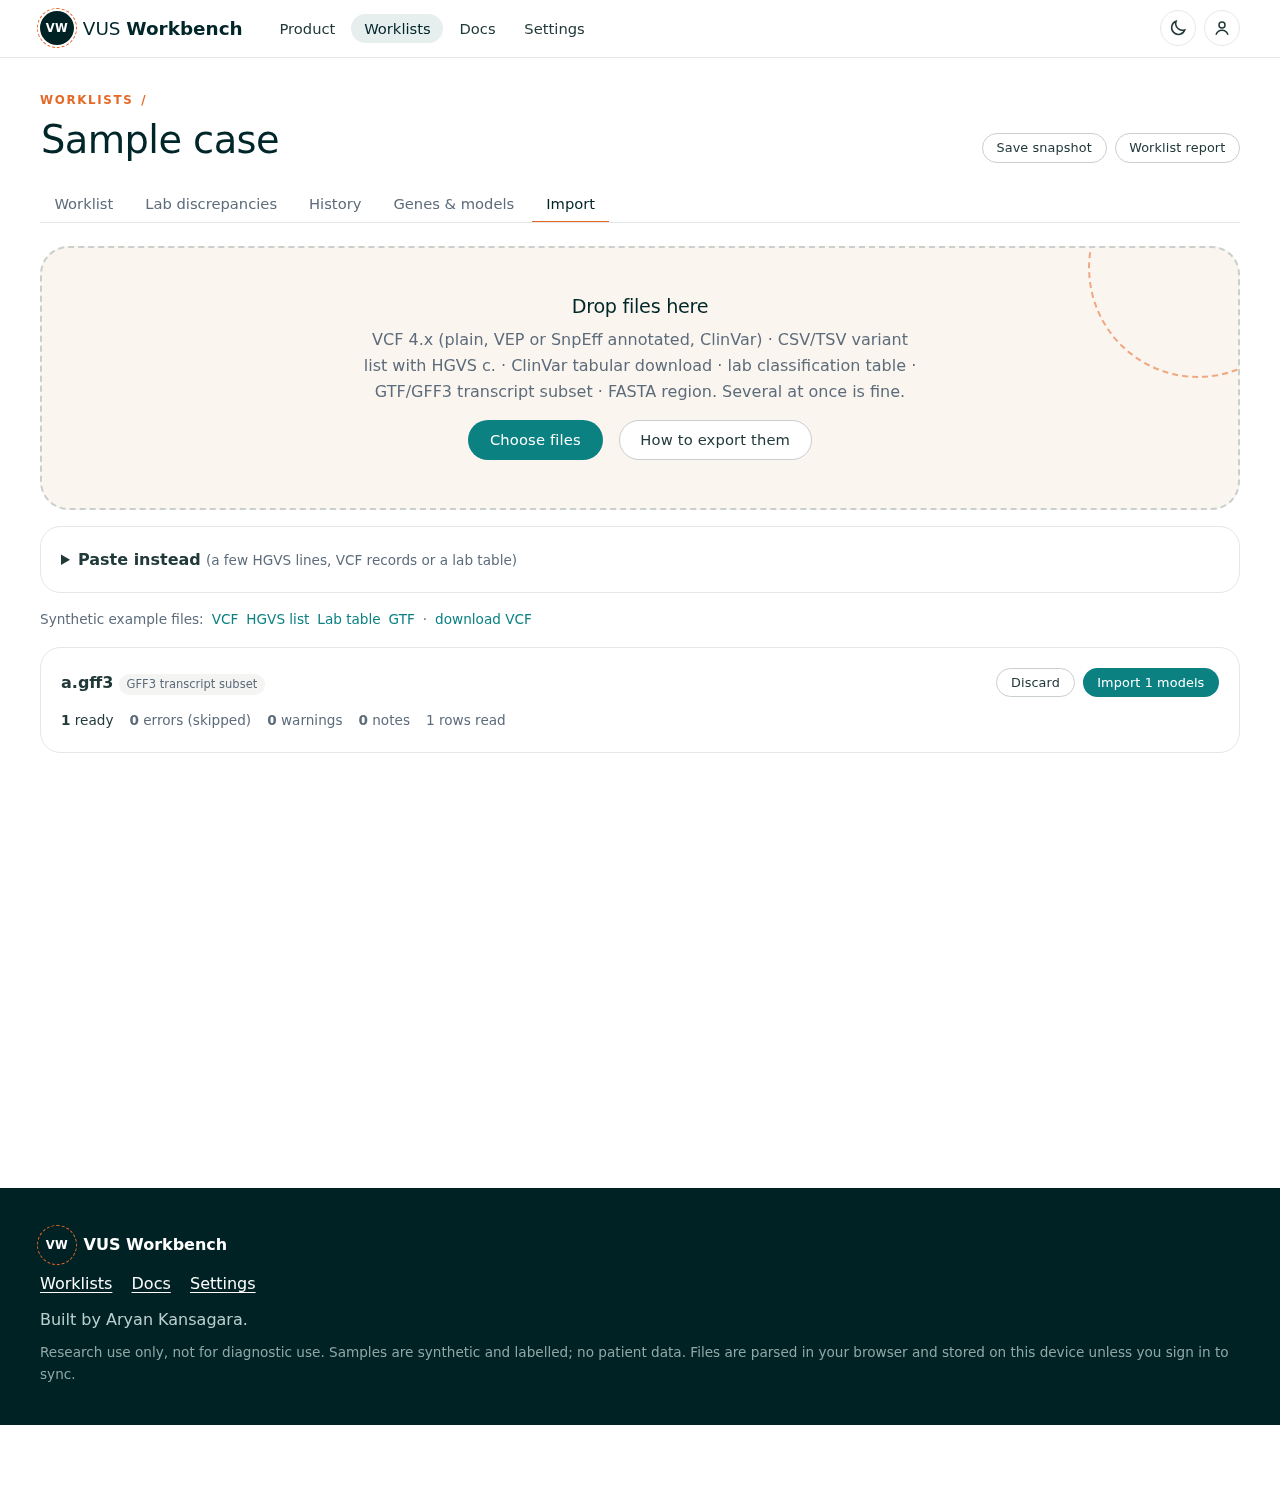 VW VUS Workbench Product Worklists Docs Settings
WORKLISTS /
Sample case
Save snapshot Worklist report
Worklist Lab discrepancies History Genes & models Import
Drop files here
VCF 4.x (plain, VEP or SnpEff annotated, ClinVar) · CSV/TSV variant
list with HGVS c. · ClinVar tabular download · lab classification table ·
GTF/GFF3 transcript subset · FASTA region. Several at once is fine.
Choose files How to export them
Paste instead (a few HGVS lines, VCF records or a lab table)
Synthetic example files: VCF HGVS list Lab table GTF · download VCF
a.gff3 GFF3 transcript subset Discard Import 1 models
1 ready 0 errors (skipped) 0 warnings 0 notes 1 rows read
VW VUS Workbench
Worklists Docs Settings
Built by Aryan Kansagara.
Research use only, not for diagnostic use. Samples are synthetic and labelled; no patient data. Files are parsed in your browser and stored on this device unless you sign in to
sync.